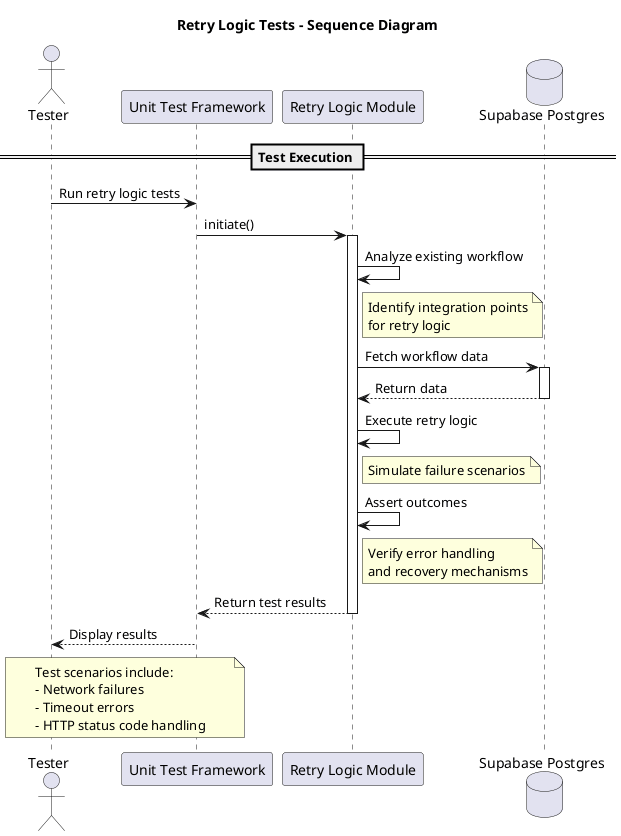 Retry Logic Tests - Sequence Diagram
Tester
Unit Test Framework
Retry Logic Module
Supabase Postgres
Test Execution
Run retry logic tests
initiate()
Analyze existing workflow
Identify integration points
for retry logic
Fetch workflow data
Return data
Execute retry logic
Simulate failure scenarios
Assert outcomes
Verify error handling
and recovery mechanisms
Return test results
Display results
Test scenarios include:
- Network failures
- Timeout errors
- HTTP status code handling
Tester
Unit Test Framework
Retry Logic Module
Supabase Postgres